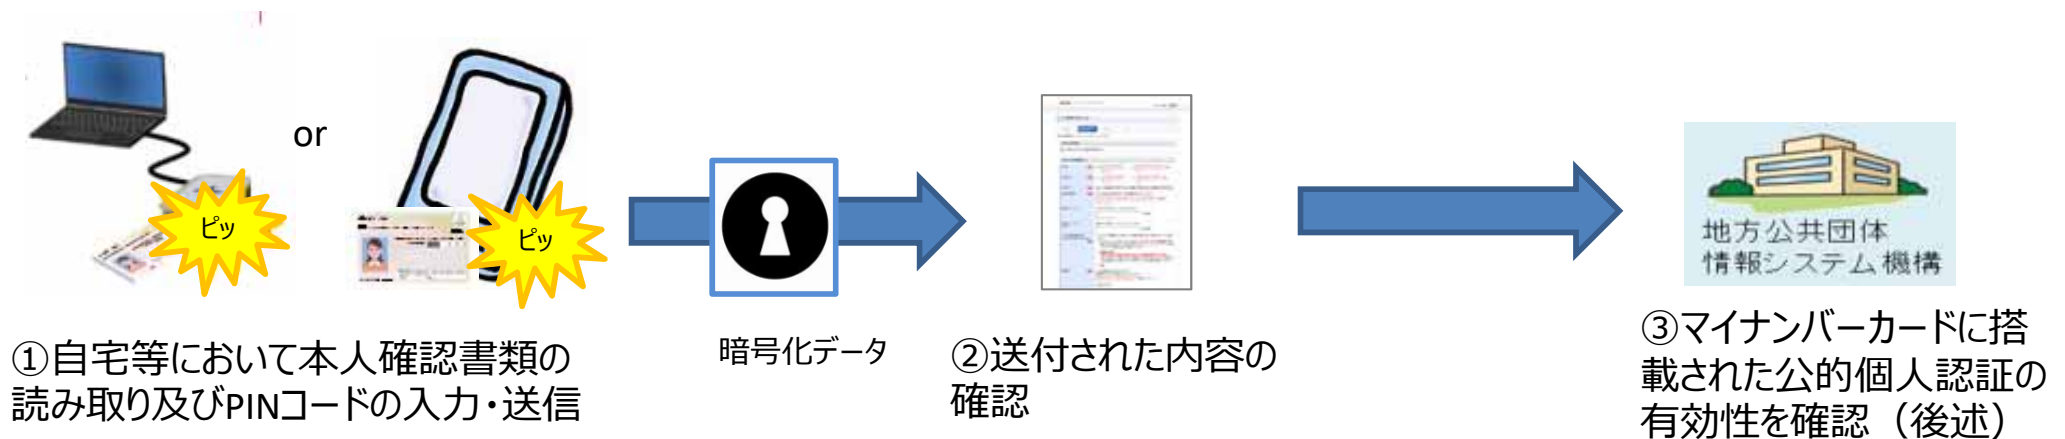 or
ピッ
ピッ
暗号化データ
地方公共団体
情報システム機構
①自宅等において本人確認書類の
読み取り及びPINコードの入力・送信
②送付された内容の
確認
③マイナンバーカードに搭
載された公的個人認証の
有効性を確認（後述）